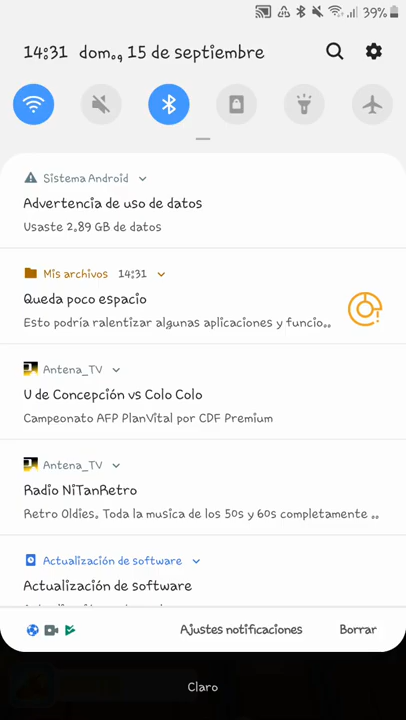 39%
14:31 dom., 15 de septiembre
Sistema Android
Advertencia de uso de datos
Usaste 2,89 GB de datos
Mis archivos 14:31
Queda poco espacio
Esto podría ralentizar algunas aplicaciones y funcio..
Antena_TV
U de Concepción vs Colo Colo
Campeonato AFP PlanVital por CDF Premium
Antena_TV
Radio NiTanRetro
Retro Oldies. Toda la musica de los 50s y 60s completamente ..
Actualización de software
Actualización de software
Ajustes notificaciones Borrar
Claro